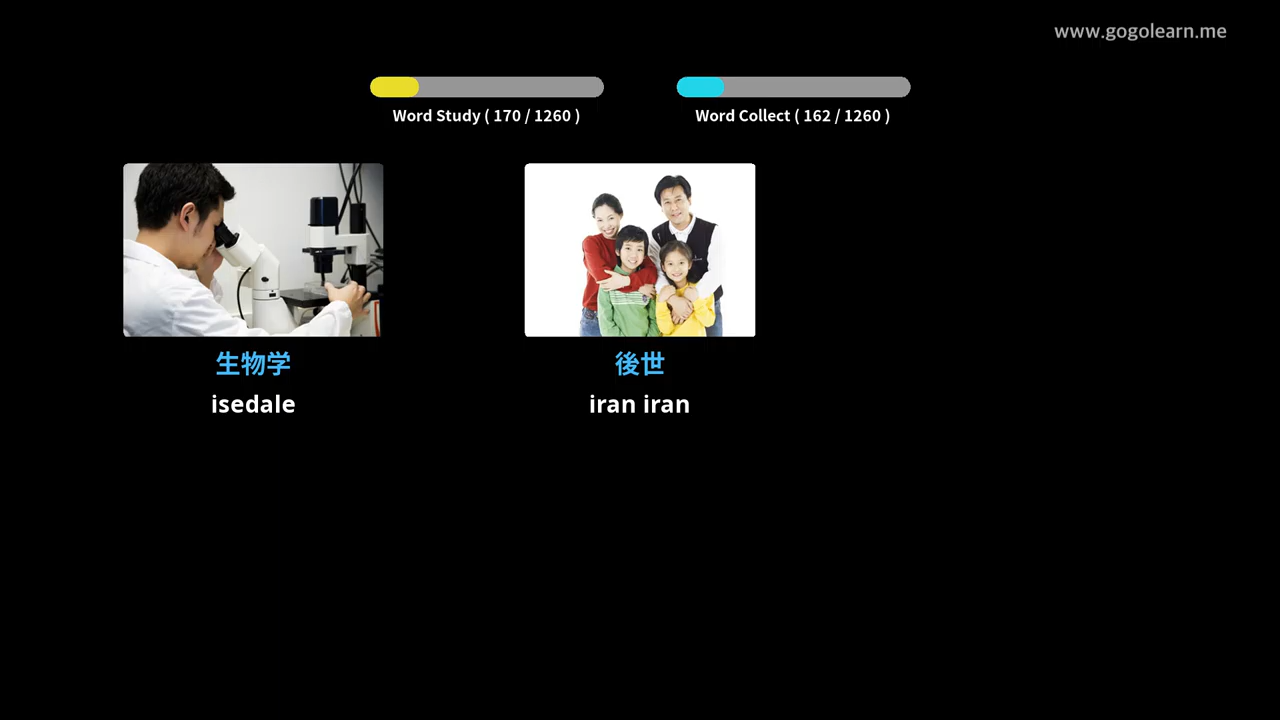 www.gogolearn.me
Word Study ( 170 / 1260 )
Word Collect ( 162 / 1260 )
生物学
isedale
後世
iran iran